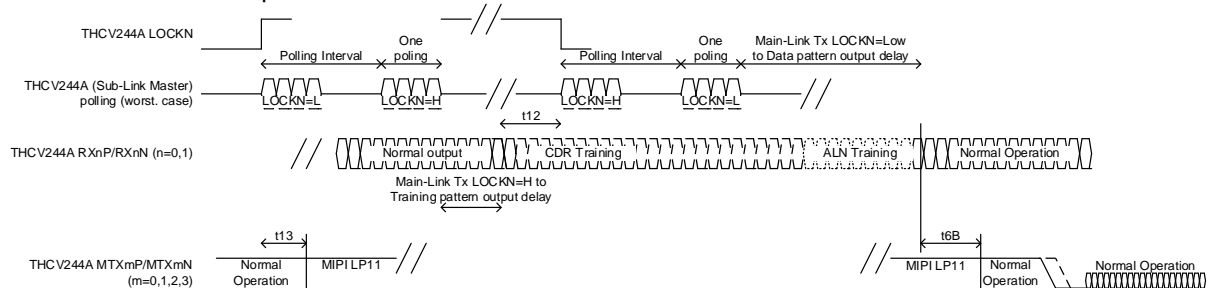 THCV244A LOCKN
Polling Interval
One
poling
Polling Interval
One
poling
Main-Link Tx LOCKN=Low
to Data pattern output delay
THCV244A (Sub-Link Master)
polling (worst. case)
LOCKN=L
LOCKN=H
LOCKN=H
LOCKN=L
t12
THCV244A RXnP/RXnN (n=0,1)
Normal output
CDR Training
ALN Training
Normal Operation
Main-Link Tx LOCKN=H to
Training pattern output delay
t13
t6B
THCV244A MTXmP/MTXmN
(m=0,1,2,3)
Normal
Operation
MIPI LP11
MIPI LP11
Normal
Operation
Normal Operation